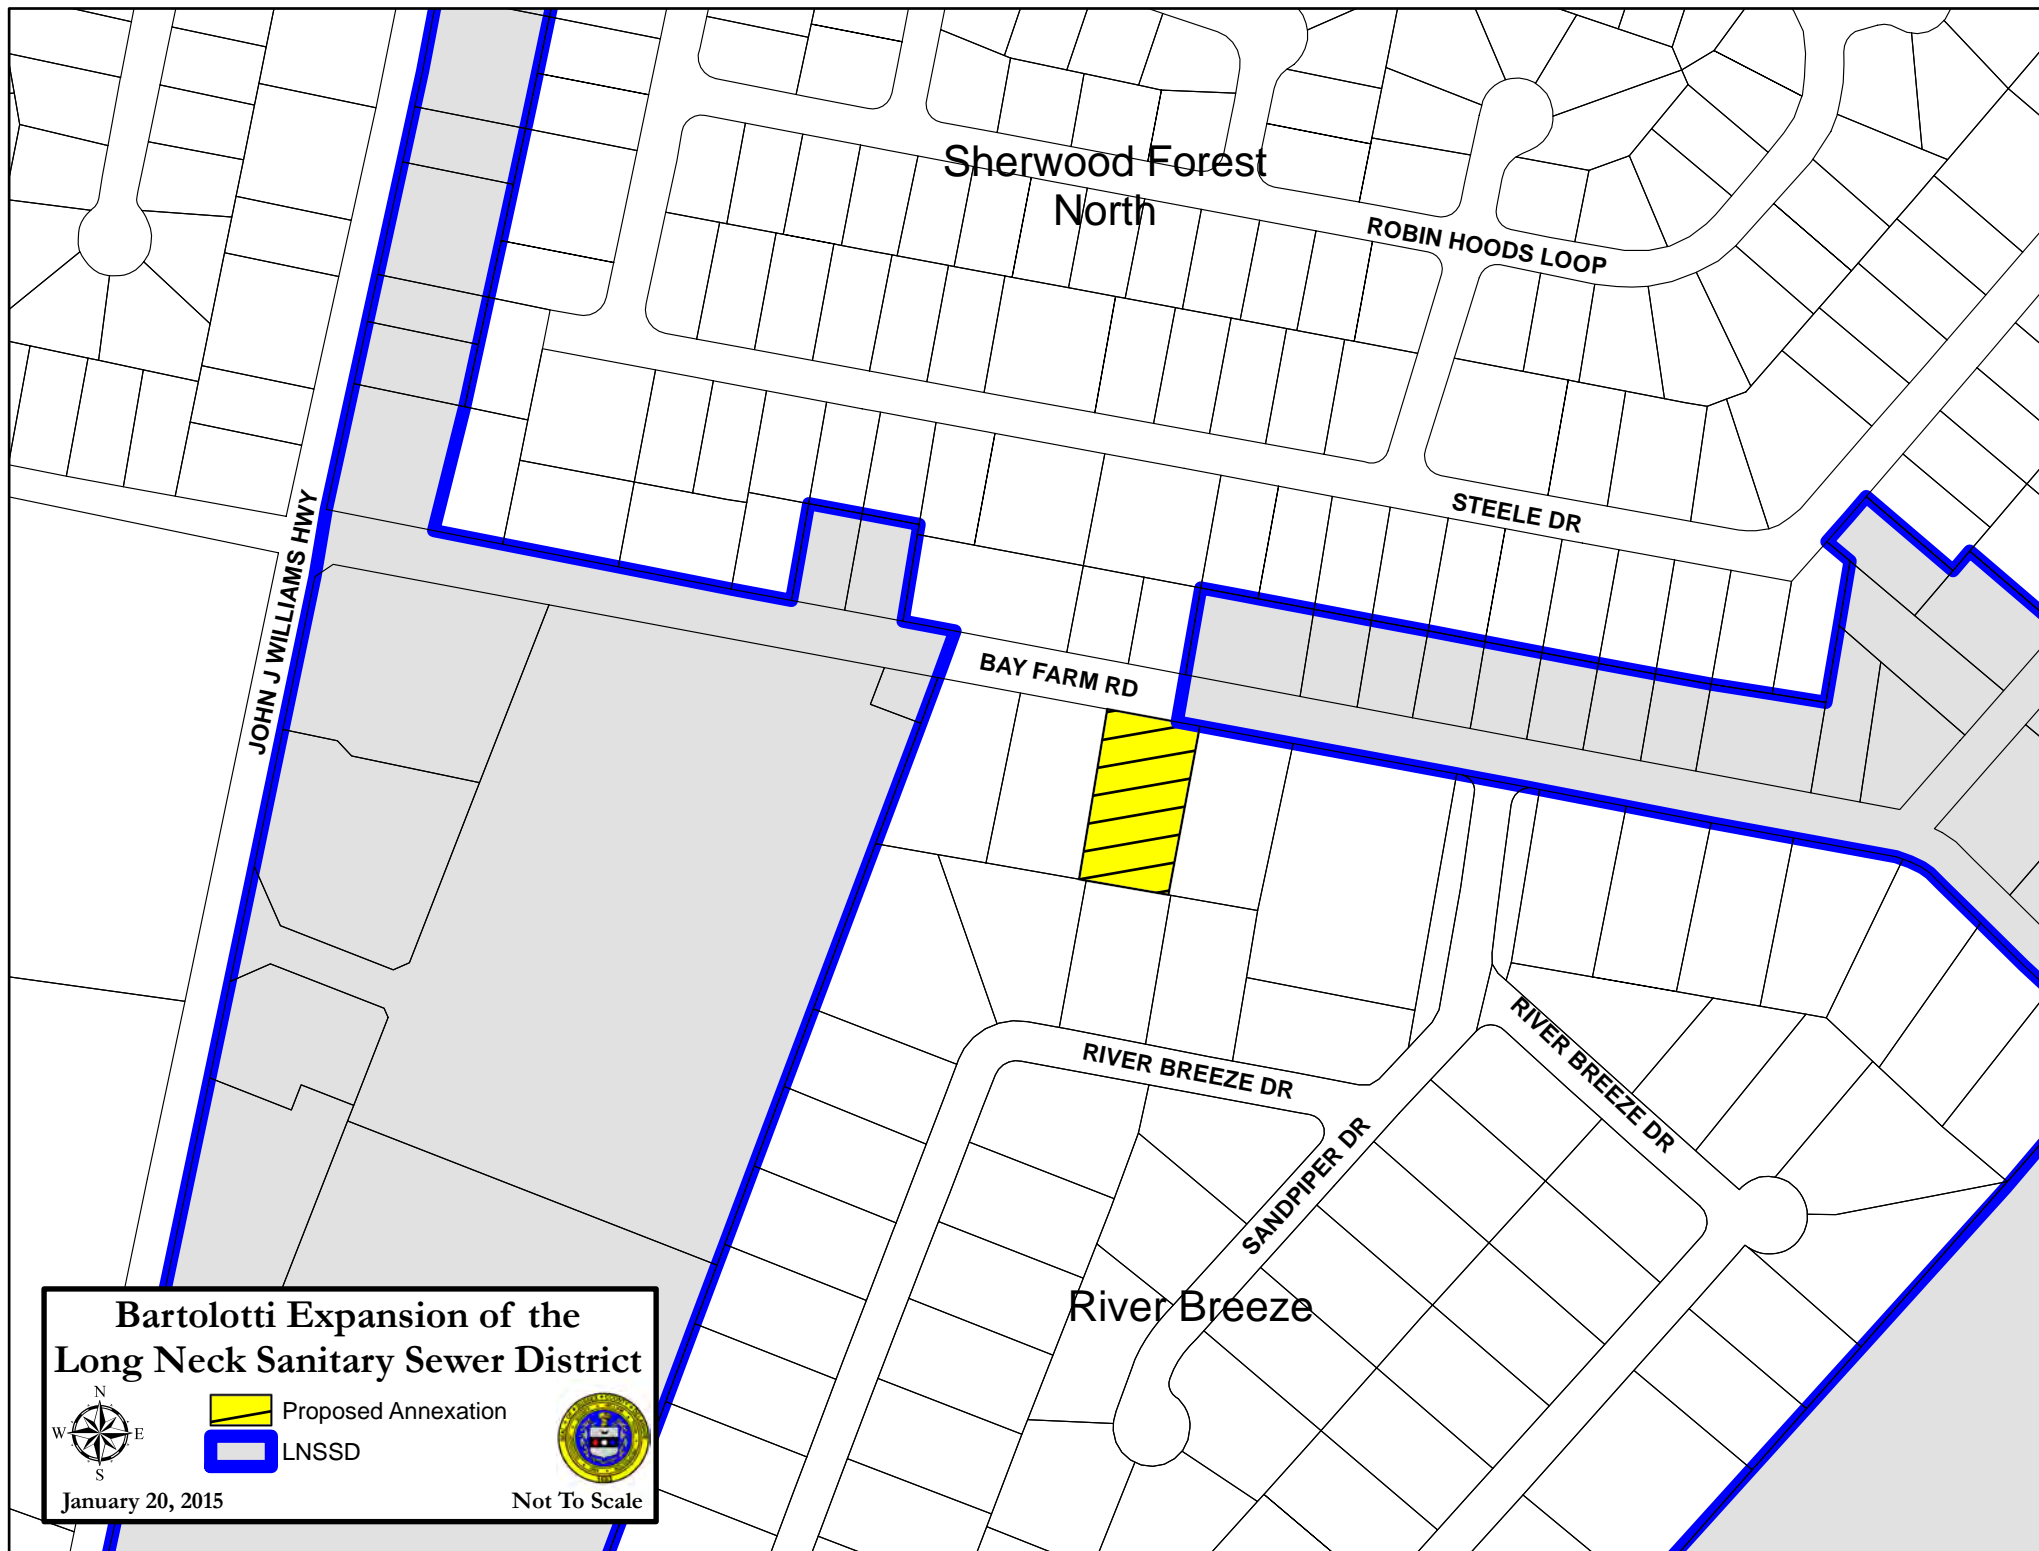 Sherwood Forest
North
ROBIN HOODS LOOP
STEELE DR
JOHN J WILLIAMS HWY
BAY FARM RD
RIVER BREEZE DR
RIVER BREEZE DR
SANDPIPER DR
River Breeze
Bartolotti Expansion of the
Long Neck Sanitary Sewer District
N
W E
S
Proposed Annexation
LNSSD
January 20, 2015
Not To Scale